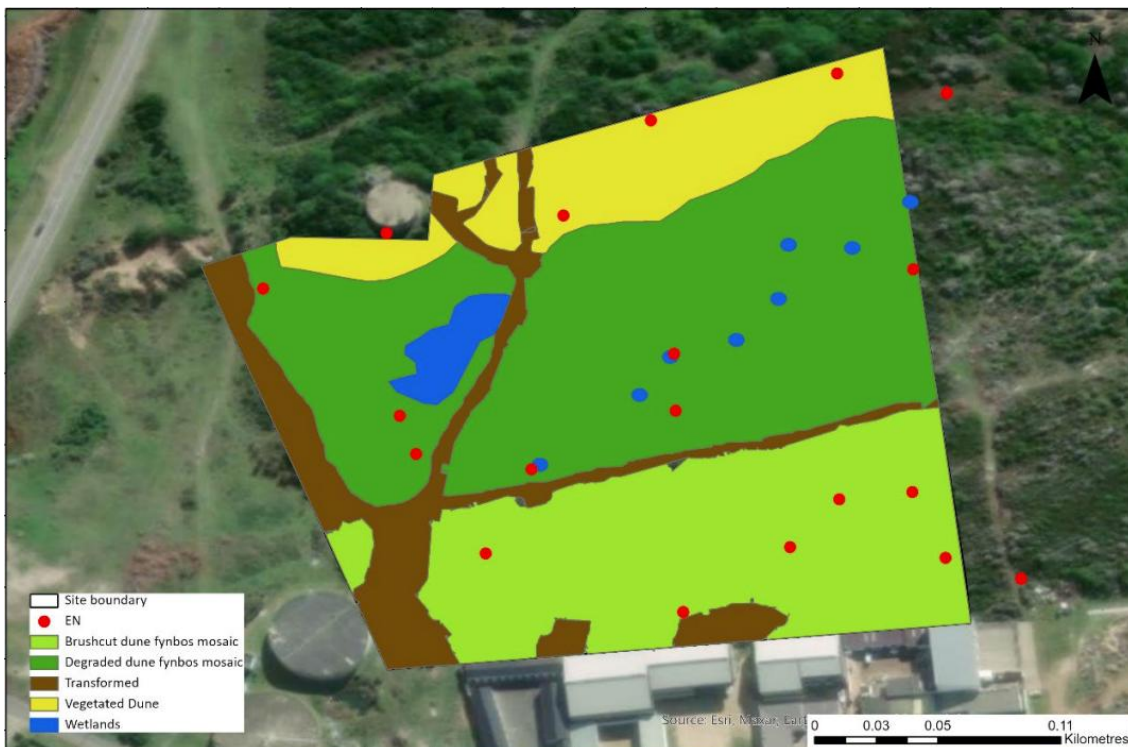 N
Site boundary
EN
Brushcut dune fynbos mosaic
Degraded dune fynbos mosaic
Transformed
Vegetated Dune
Wetlands
Source: Esri, Maxar,
0 0.03 0.05 0.11
Kilometres